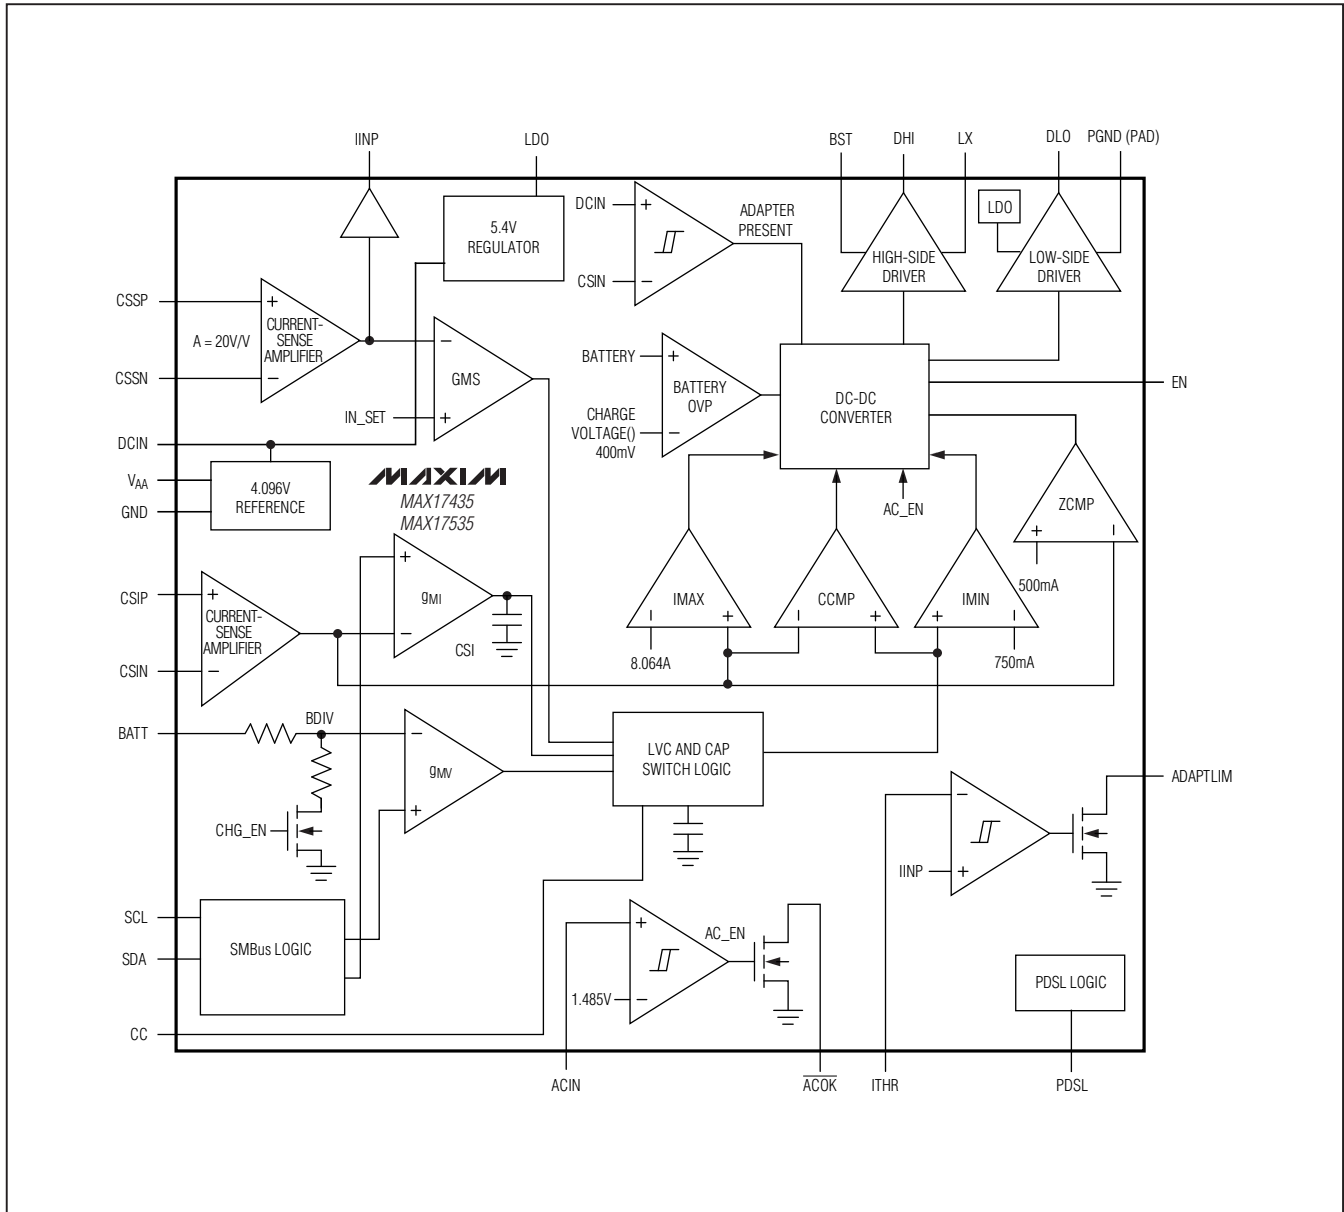 IINP
LDO
BST
DHI
LX
DLO
PGND (PAD)
DCIN
+
ADAPTER
PRESENT
CSIN
−
5.4V
REGULATOR
LDO
HIGH-SIDE
DRIVER
LOW-SIDE
DRIVER
CSSP
+
A = 20V/V
CURRENT-
SENSE
AMPLIFIER
CSSN
−
−
GMS
IN_SET
+
BATTERY
+
BATTERY
OVP
CHARGE
VOLTAGE()
400mV
−
DC-DC
CONVERTER
EN
DCIN
VAA
GND
4.096V
REFERENCE
MAXIM
MAX17435
MAX17535
AC_EN
ZCMP
+
−
500mA
CSIP
+
CURRENT-
SENSE
AMPLIFIER
CSIN
−
+
gMI
−
CSI
IMAX
−
+
8.064A
CCMP
−
+
IMIN
+
−
750mA
BATT
BDIV
−
gMV
+
CHG_EN
LVC AND CAP
SWITCH LOGIC
ADAPTLIM
−
IINP
+
SCL
SDA
SMBus LOGIC
+
AC_EN
1.485V
−
PDSL LOGIC
CC
ACIN
ACOK
ITHR
PDSL